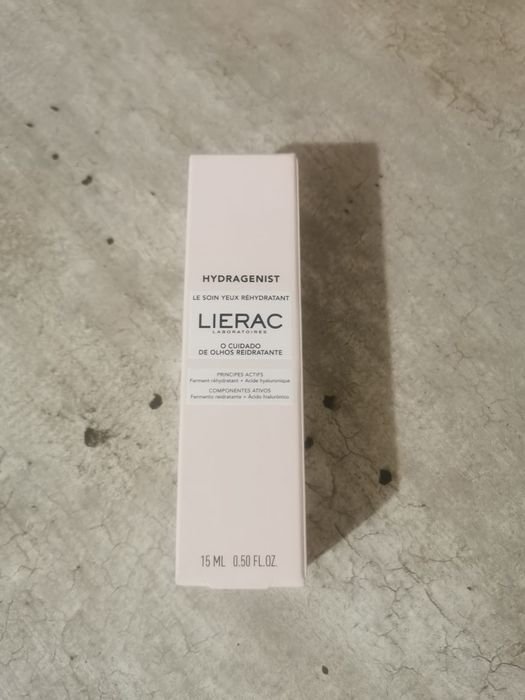 HYDRAGENIST
LE SOIN YEUX RÉHYDRATANT
LIERAC
LABORATOIRES
O CUIDADO
DE OLHOS REIDRATANTE
PRINCIPES ACTIFS
Ferment réhydratant + Acide hyaluronique
COMPONENTES ATIVOS
Fermento reidratante + Ácido hialurónico
15 ML 0.50 FL.OZ.